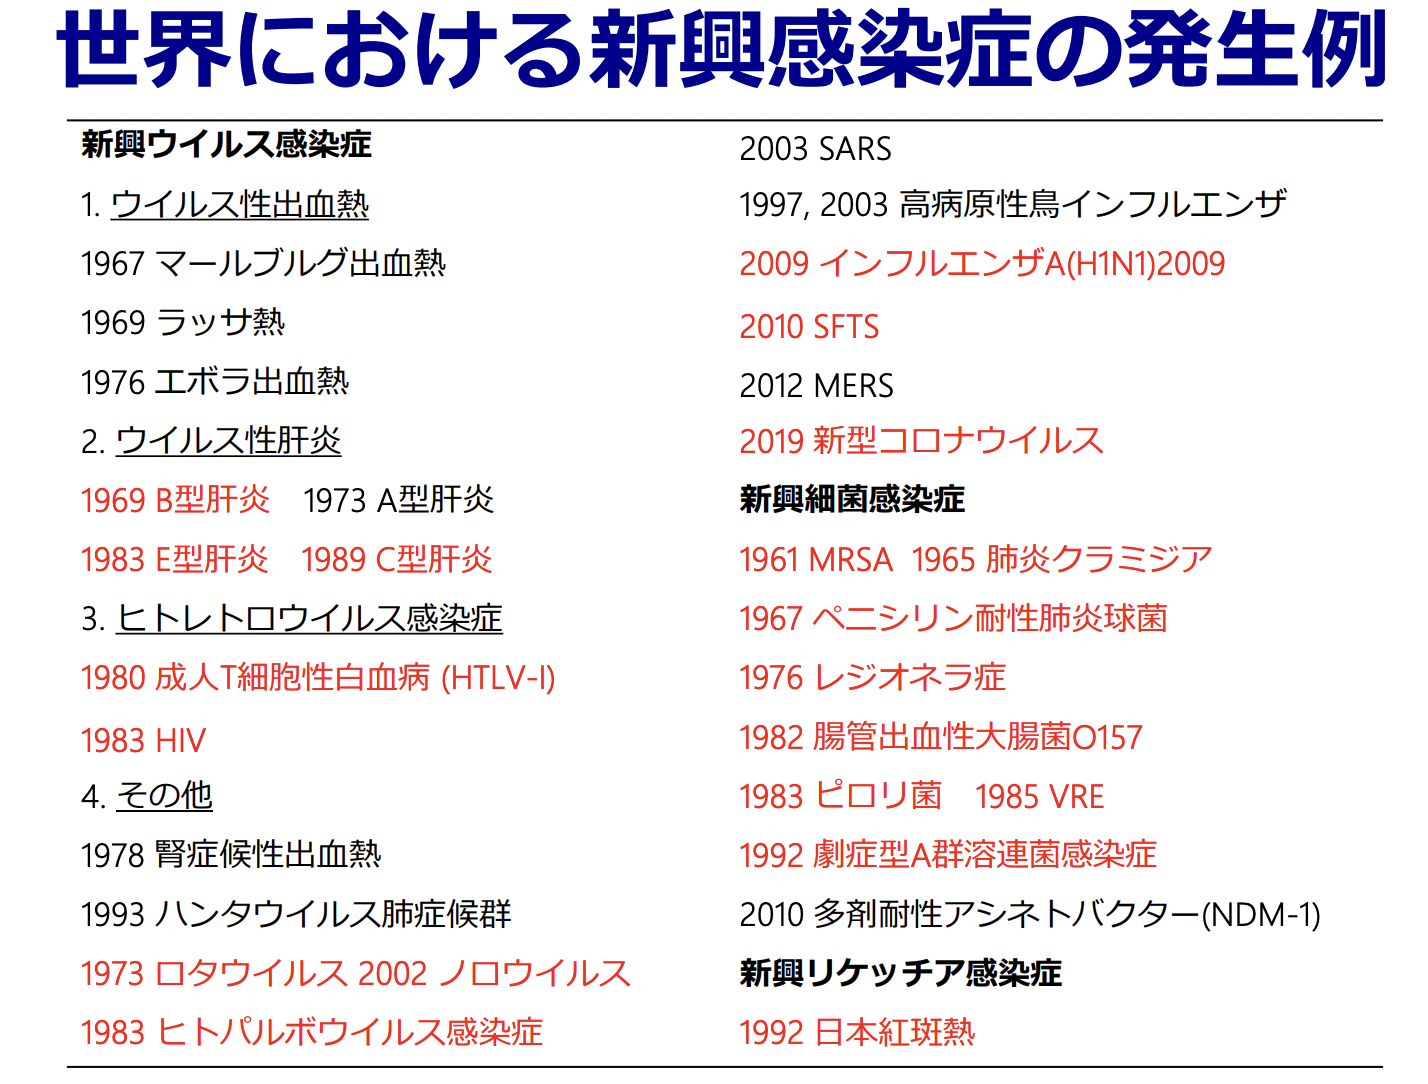 世界における新興感染症の発生例
新興ウイルス感染症
1. ウイルス性出血熱
1967 マールブルグ出血熱
1969 ラッサ熱
1976 エボラ出血熱
2. ウイルス性肝炎
1969 B型肝炎　1973 A型肝炎
1983 E型肝炎　1989 C型肝炎
3. ヒトレトロウイルス感染症
1980 成人T細胞性白血病 (HTLV-I)
1983 HIV
4. その他
1978 腎症候性出血熱
1993 ハンタウイルス肺症候群
1973 ロタウイルス 2002 ノロウイルス
1983 ヒトパルボウイルス感染症
2003 SARS
1997, 2003 高病原性鳥インフルエンザ
2009 インフルエンザA(H1N1)2009
2010 SFTS
2012 MERS
2019 新型コロナウイルス
新興細菌感染症
1961 MRSA 1965 肺炎クラミジア
1967 ペニシリン耐性肺炎球菌
1976 レジオネラ症
1982 腸管出血性大腸菌O157
1983 ピロリ菌　1985 VRE
1992 劇症型A群溶連菌感染症
2010 多剤耐性アシネトバクター(NDM-1)
新興リケッチア感染症
1992 日本紅斑熱